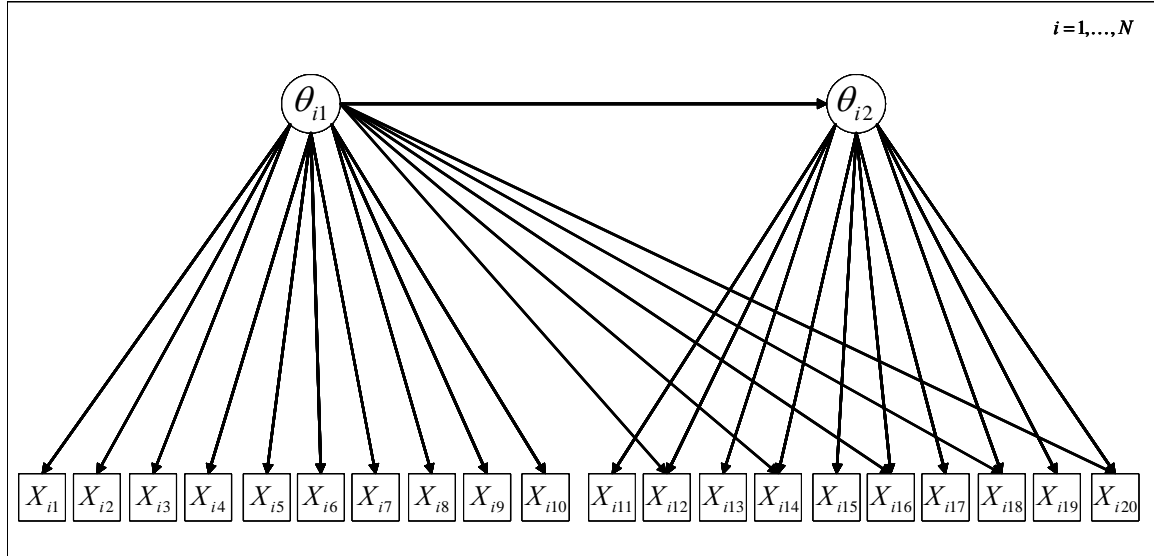 i = 1,…, N
θi1 θi2
Xi1 Xi2 Xi3 Xi4 Xi5 Xi6 Xi7 Xi8 Xi9 Xi10 Xi11 Xi12 Xi13 Xi14 Xi15 Xi16 Xi17 Xi18 Xi19 Xi20